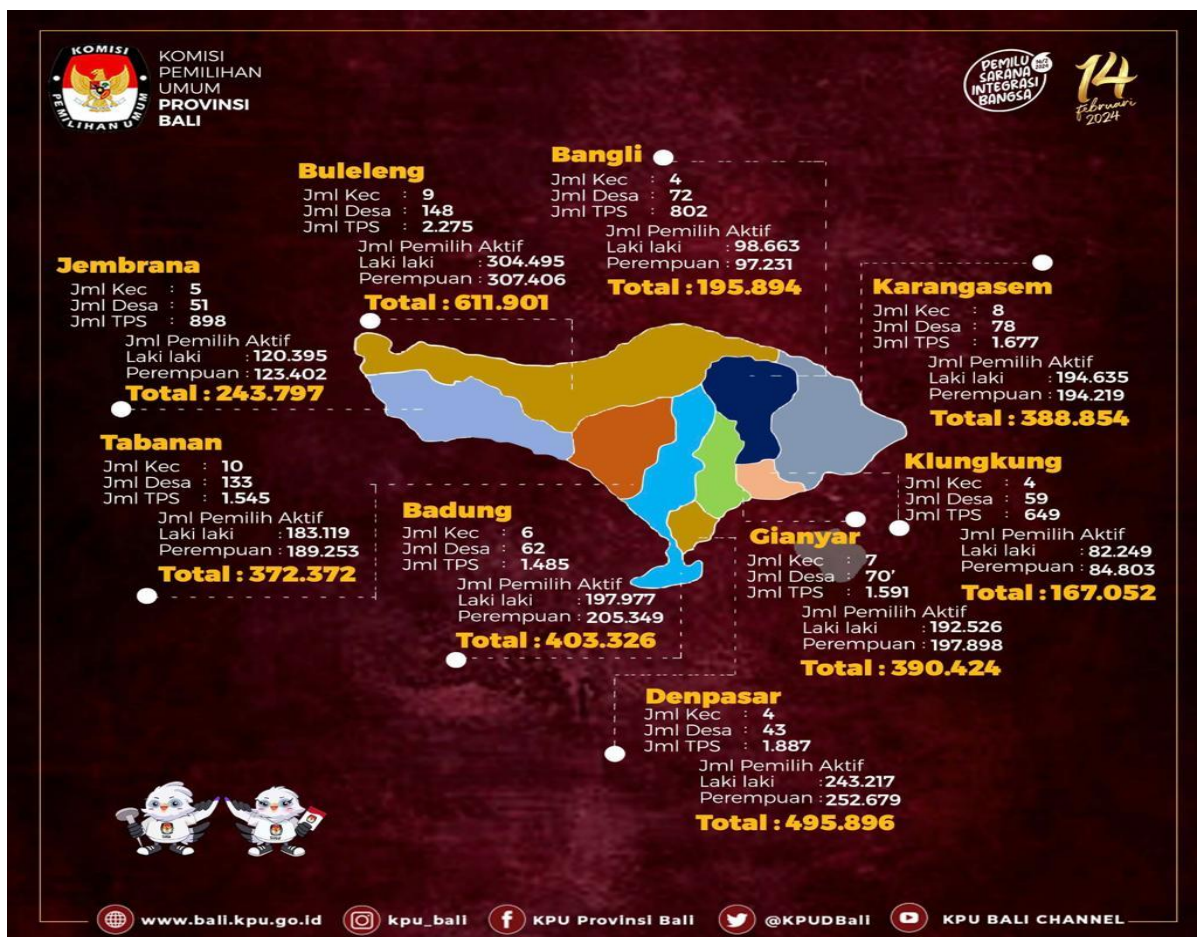 KOMISI
PEMILIHAN UMUM
KOMISI
PEMILIHAN
UMUM
PROVINSI
BALI
PEMILU
SARANA
INTEGRASI
BANGSA
14/2
2024
14
februari
2024
Buleleng
Jml Kec : 9
Jml Desa : 148
Jml TPS : 2.275
Jml Pemilih Aktif
Laki laki : 304.495
Perempuan : 307.406
Total : 611.901
Bangli
Jml Kec : 4
Jml Desa : 72
Jml TPS : 802
Jml Pemilih Aktif
Laki laki : 98.663
Perempuan : 97.231
Total : 195.894
Jembrana
Jml Kec : 5
Jml Desa : 51
Jml TPS : 898
Jml Pemilih Aktif
Laki laki : 120.395
Perempuan : 123.402
Total : 243.797
Karangasem
Jml Kec : 8
Jml Desa : 78
Jml TPS : 1.677
Jml Pemilih Aktif
Laki laki : 194.635
Perempuan : 194.219
Total : 388.854
Tabanan
Jml Kec : 10
Jml Desa : 133
Jml TPS : 1.545
Jml Pemilih Aktif
Laki laki : 183.119
Perempuan : 189.253
Total : 372.372
Badung
Jml Kec : 6
Jml Desa : 62
Jml TPS : 1.485
Jml Pemilih Aktif
Laki laki : 197.977
Perempuan : 205.349
Total : 403.326
Klungkung
Jml Kec : 4
Jml Desa : 59
Jml TPS : 649
Jml Pemilih Aktif
Laki laki : 82.249
Perempuan : 84.803
Total : 167.052
Gianyar
Jml Kec : 7
Jml Desa : 70'
Jml TPS : 1.591
Jml Pemilih Aktif
Laki laki : 192.526
Perempuan : 197.898
Total : 390.424
Denpasar
Jml Kec : 4
Jml Desa : 43
Jml TPS : 1.887
Jml Pemilih Aktif
Laki laki : 243.217
Perempuan : 252.679
Total : 495.896
www.bali.kpu.go.id
kpu_bali
KPU Provinsi Bali
@KPUDBali
KPU BALI CHANNEL